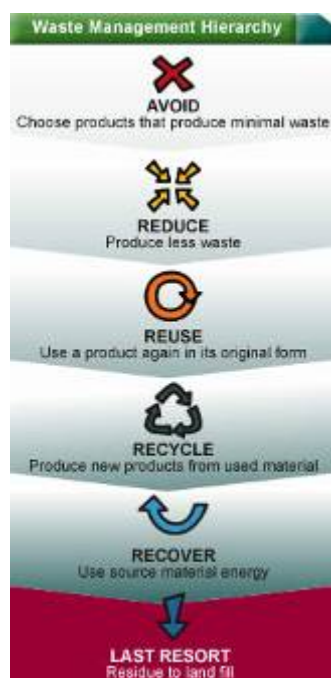 Waste Management Hierarchy
AVOID
Choose products that produce minimal waste
REDUCE
Produce less waste
REUSE
Use a product again in its original form
RECYCLE
Produce new products from used material
RECOVER
Use source material energy
LAST RESORT
Residue to land fill